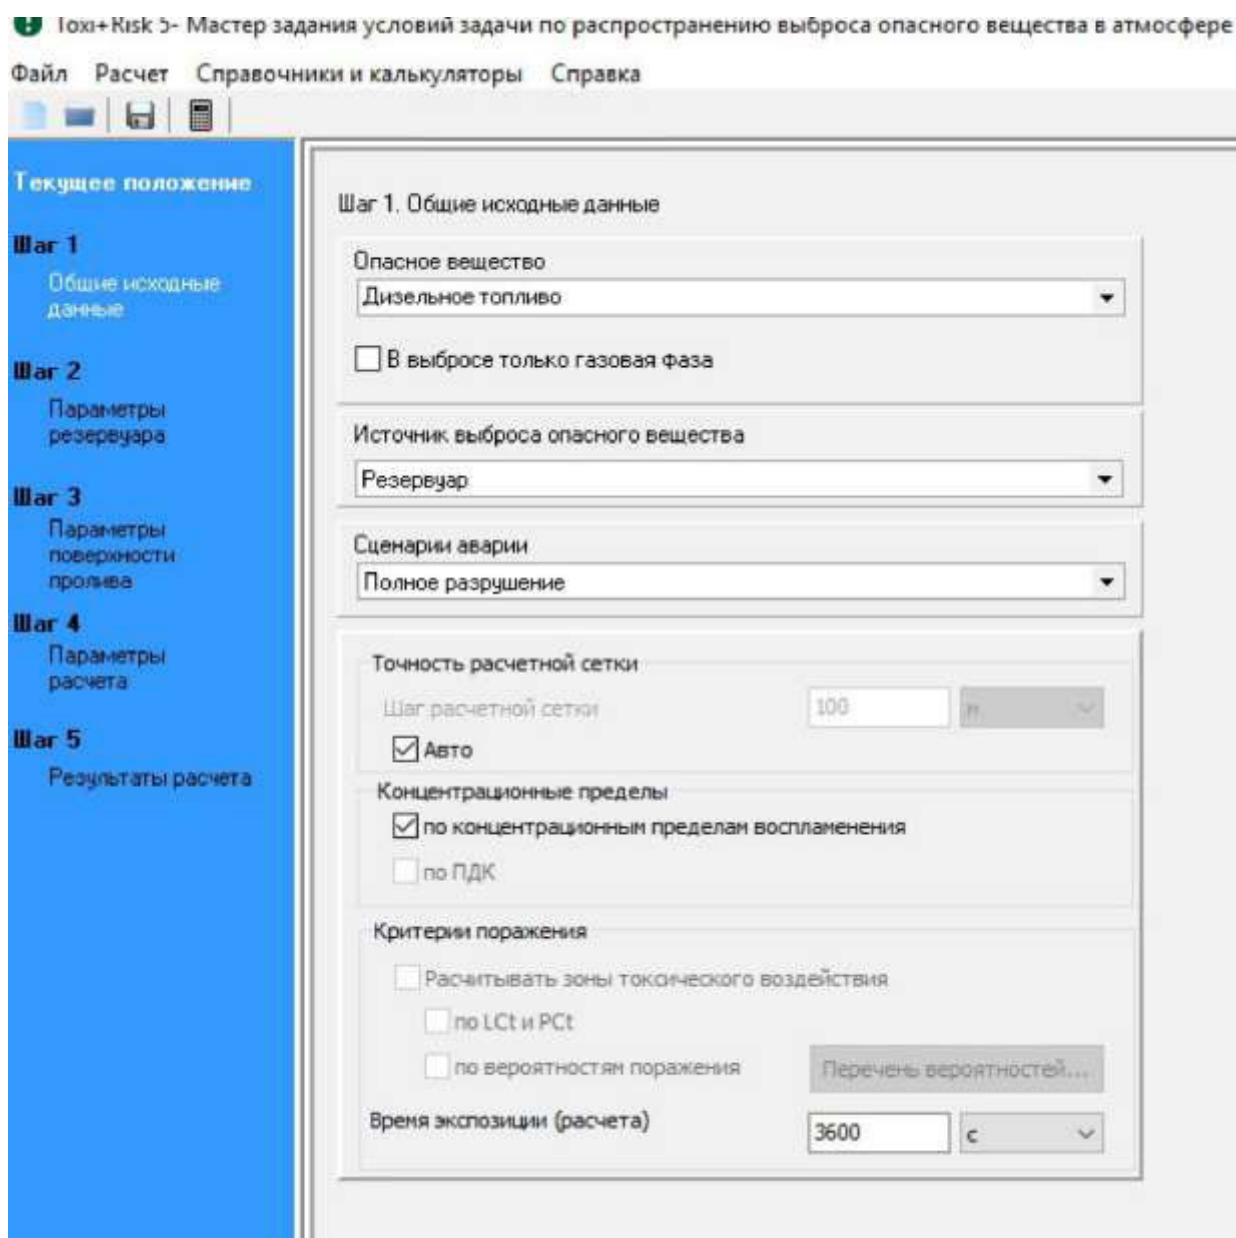 Toxi+Risk 5- Мастер задания условий задачи по распространению выброса опасного вещества в атмосфере
Файл Расчет Справочники и калькуляторы Справка
Текущее положение
Шаг 1
Общие исходные
данные
Шаг 2
Параметры
резервуара
Шаг 3
Параметры
поверхности
пролива
Шаг 4
Параметры
расчета
Шаг 5
Результаты расчета
Шаг 1. Общие исходные данные
Опасное вещество
Дизельное топливо
В выбросе только газовая фаза
Источник выброса опасного вещества
Резервуар
Сценарии аварии
Полное разрушение
Точность расчетной сетки
Шаг расчетной сетки 100
Авто
Концентрационные пределы
по концентрационным пределам воспламенения
по ПДК
Критерии поражения
Расчитывать зоны токсического воздействия
по LCt и PCt
по вероятностям поражения Перечень вероятностей...
Время экспозиции (расчета) 3600 с